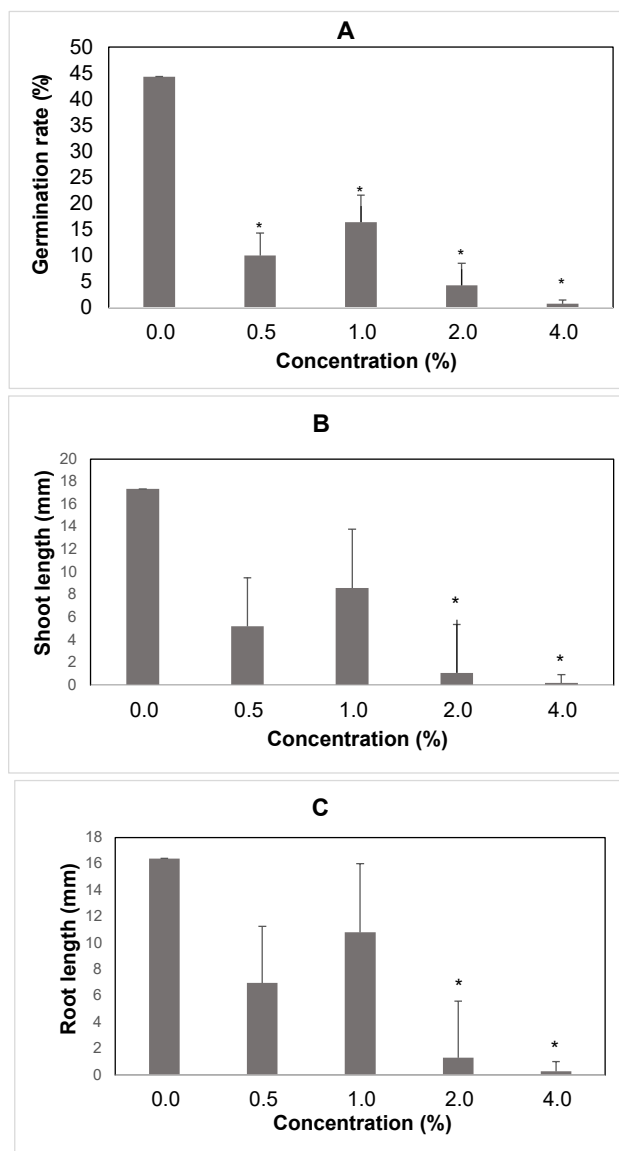 A
50
45
40
35
30
25
20
15
10
5
0
Germination rate (%)
* * * *
0.0 0.5 1.0 2.0 4.0
Concentration (%)
B
20
18
16
14
12
10
8
6
4
2
0
Shoot length (mm)
* *
0.0 0.5 1.0 2.0 4.0
Concentration (%)
C
18
16
14
12
10
8
6
4
2
0
Root length (mm)
* *
0.0 0.5 1.0 2.0 4.0
Concentration (%)